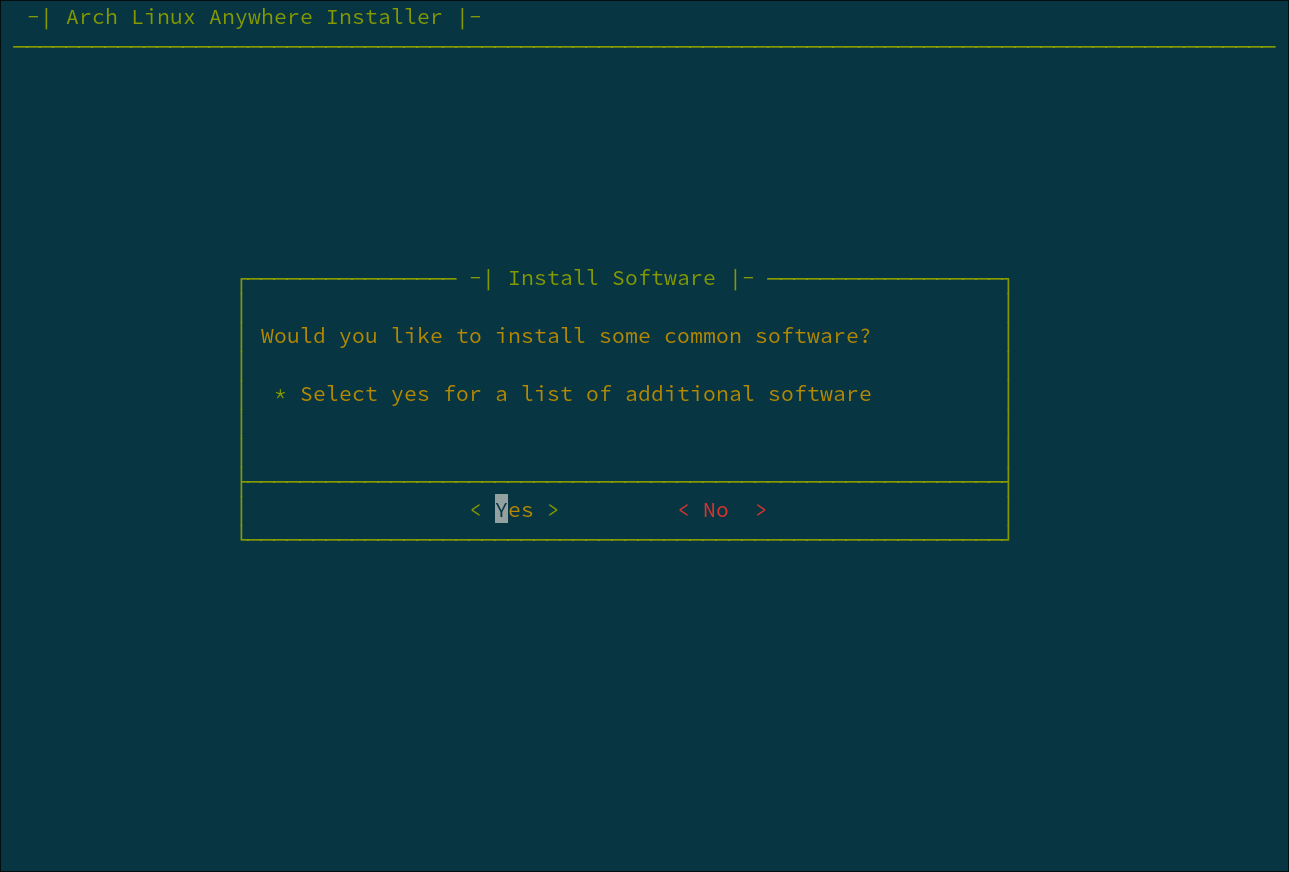 -| Arch Linux Anywhere Installer |-
-| Install Software |-
Would you like to install some common software?
* Select yes for a list of additional software
< Yes > < No >